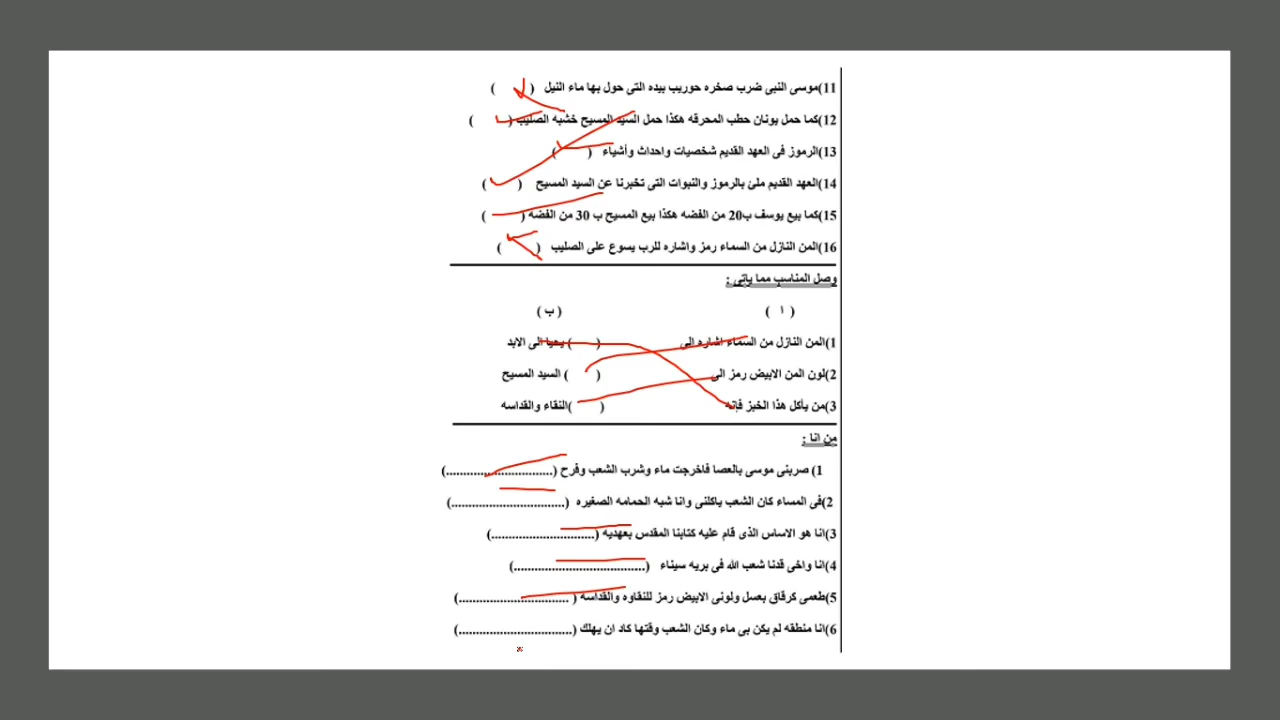 11)موسى النبى ضرب صخره حوريب بيده التى حول بها ماء النيل ( )
12)كما حمل يونان حطب المحرقه هكذا حمل السيد المسيح خشبه الصليب ( )
13)الرموز فى العهد القديم شخصيات واحداث وأشياء ( )
14)العهد القديم ملئ بالرموز والنبوات التى تخبرنا عن السيد المسيح ( )
15)كما بيع يوسف ب20 من الفضه هكذا بيع المسيح ب 30 من الفضه ( )
16)المن النازل من السماء رمز واشاره للرب يسوع على الصليب ( )
وصل المناسب مما يأتى :
( ا ) ( ب )
1)المن النازل من السماء اشاره الى ( ) يحيا الى الابد
2)لون المن الابيض رمز الى ( ) السيد المسيح
3)من يأكل هذا الخبز فإنه ( )النقاء والقداسه
من انا :
1) صربنى موسى بالعصا فاخرجت ماء وشرب الشعب وفرح (...............................)
2)فى المساء كان الشعب ياكلنى وانا شبه الحمامه الصغيره (.................................)
3)انا هو الاساس الذى قام عليه كتابنا المقدس بعهديه (..............................)
4)انا واخى قدنا شعب الله فى بريه سيناء (......................................)
5)طعمى كرقاق بعسل ولونى الابيض رمز للنقاوه والقداسه ( ................................)
6)انا منطقه لم يكن بى ماء وكان الشعب وقتها كاد ان يهلك (.................................)